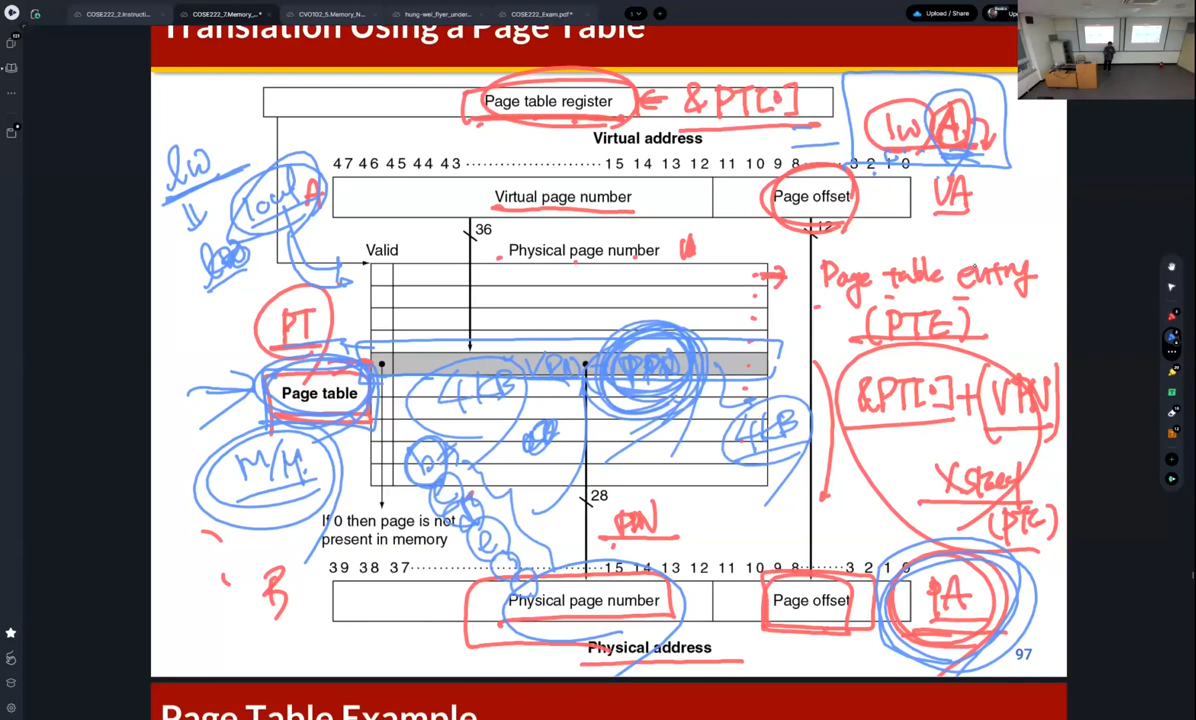 COSE222_2.Instructi...
COSE222_7.Memory_...*
CVO102_5.Memory_N...
hung-wei_flyer_under...
COSE222_Exam.pdf*
1
Upload / Share
Translation Using a Page Table
Page table register
← &PT[0]
lw A
Virtual address
47 46 45 44 43
15 14 13 12 11 10 9 8
3 2 1 0
lw
local
A
Virtual page number
Page offset
VA
36
12
Valid
Physical page number
→ Page table entry
(PTE)
PT
VPN
PPN
Page table
4KB
4KB
&PT[0] + VPN
M/M
X sizeof
(PTE)
28
If 0 then page is not
present in memory
PPN
39 38 37
15 14 13 12 11 10 9 8
3 2 1 0
B
Physical page number
Page offset
PA
Physical address
97
Page Table Example